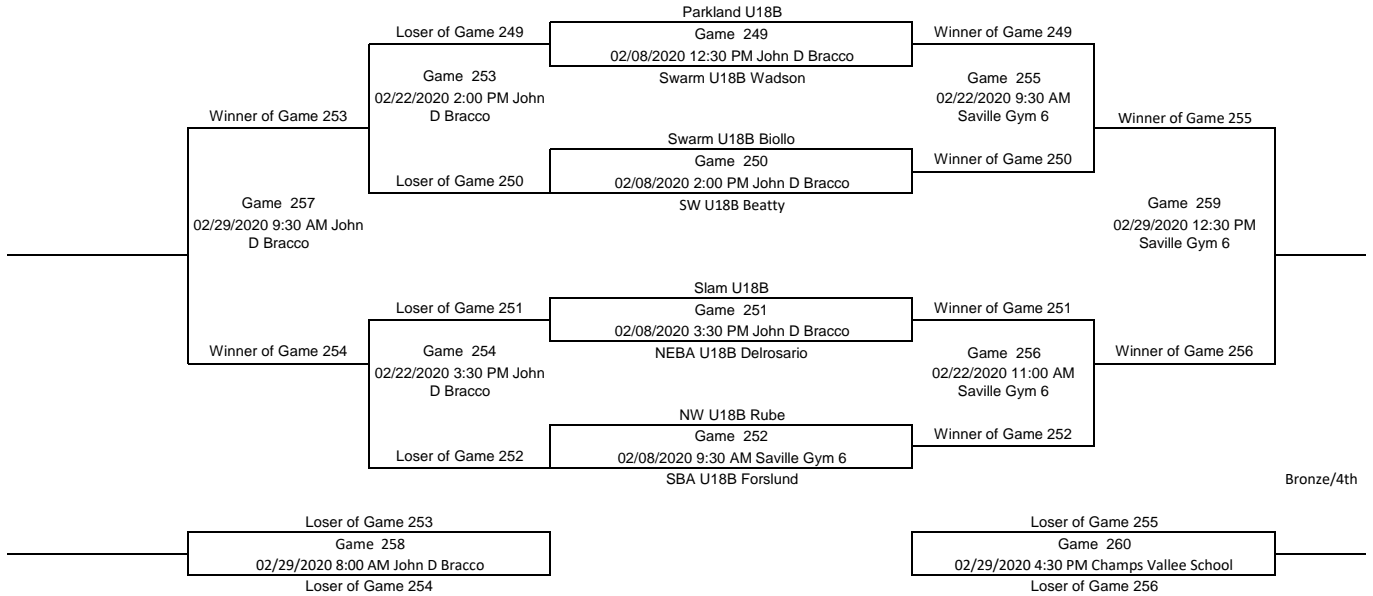 Parkland U18B
Loser of Game 249
Game 249
Winner of Game 249
02/08/2020 12:30 PM John D Bracco
Swarm U18B Wadson
Game 253
02/22/2020 2:00 PM John
D Bracco
Game 255
02/22/2020 9:30 AM
Saville Gym 6
Winner of Game 253
Winner of Game 255
Swarm U18B Biollo
Game 250
Winner of Game 250
Loser of Game 250
02/08/2020 2:00 PM John D Bracco
SW U18B Beatty
Game 257
02/29/2020 9:30 AM John
D Bracco
Game 259
02/29/2020 12:30 PM
Saville Gym 6
Slam U18B
Loser of Game 251
Game 251
Winner of Game 251
02/08/2020 3:30 PM John D Bracco
NEBA U18B Delrosario
Winner of Game 254
Game 254
02/22/2020 3:30 PM John
D Bracco
Game 256
02/22/2020 11:00 AM
Saville Gym 6
Winner of Game 256
NW U18B Rube
Game 252
Winner of Game 252
Loser of Game 252
02/08/2020 9:30 AM Saville Gym 6
SBA U18B Forslund
Bronze/4th
Loser of Game 253
Game 258
02/29/2020 8:00 AM John D Bracco
Loser of Game 254
Loser of Game 255
Game 260
02/29/2020 4:30 PM Champs Vallee School
Loser of Game 256